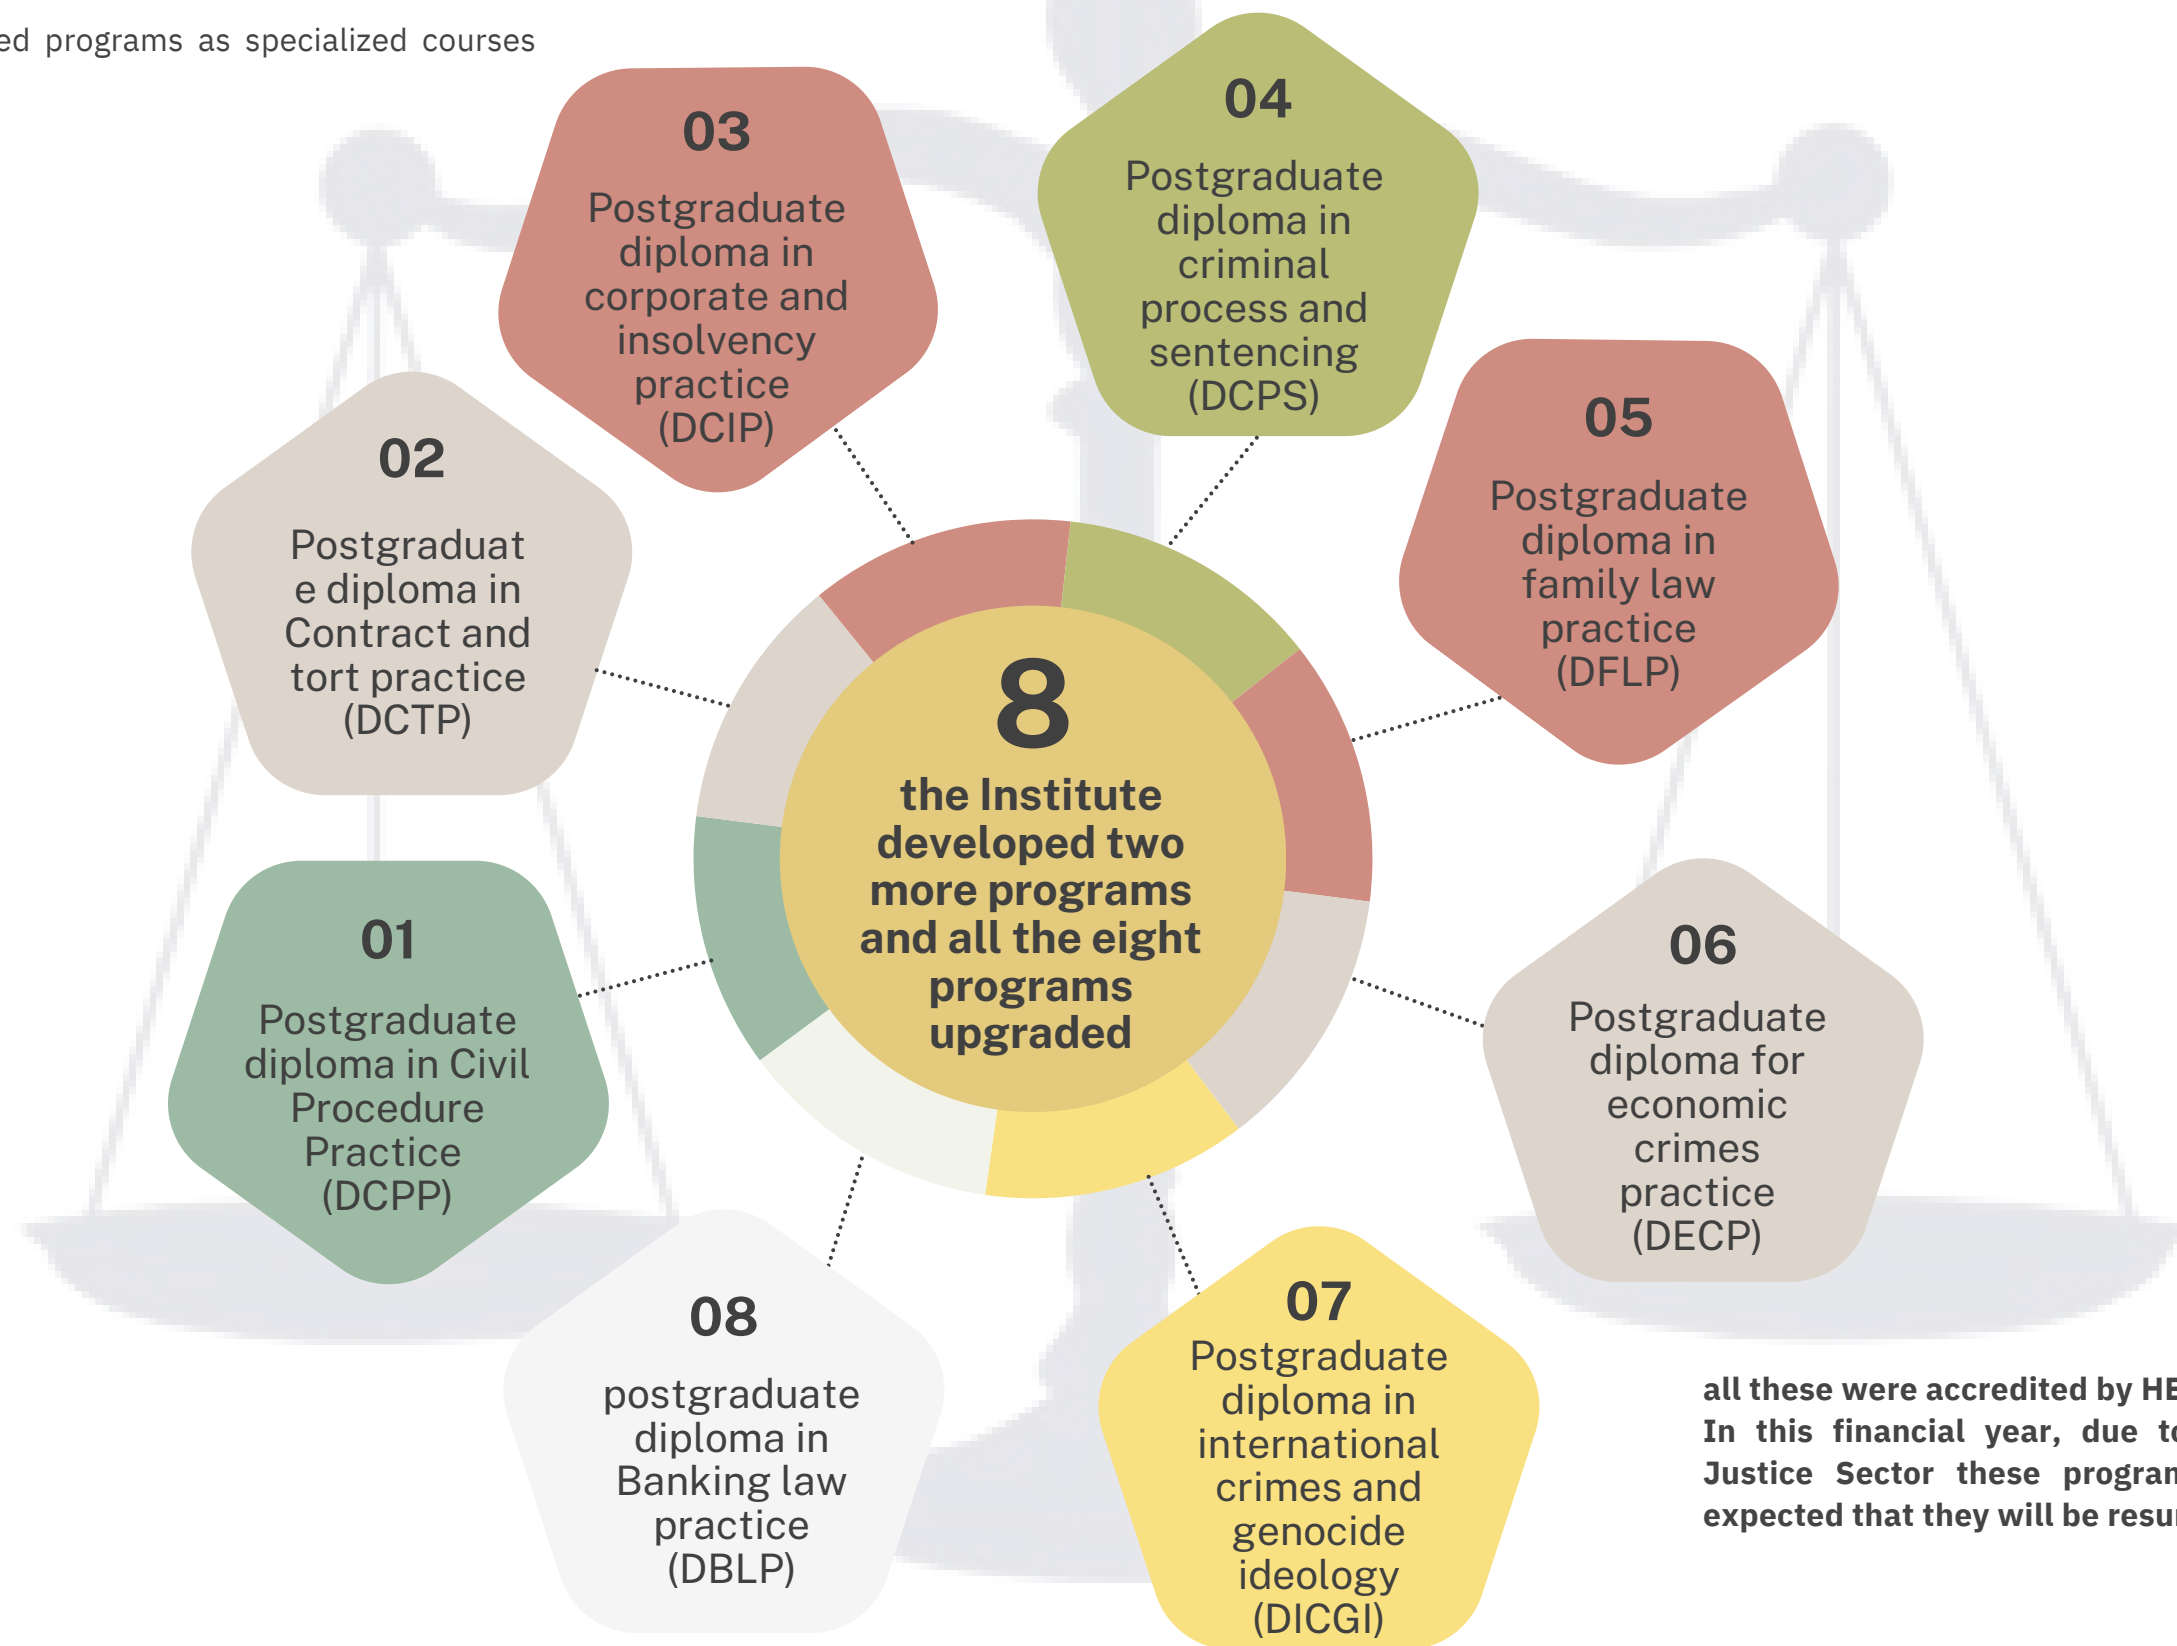 programs as specialized courses
03
Postgraduate
diploma in
corporate and
insolvency
practice
(DCIP)
04
Postgraduate
diploma in
criminal
process and
sentencing
(DCPS)
02
Postgraduat
e diploma in
Contract and
tort practice
(DCTP)
05
Postgraduate
diploma in
family law
practice
(DFLP)
8
the Institute
developed two
more programs
and all the eight
programs
upgraded
01
Postgraduate
diploma in Civil
Procedure
Practice
(DCPP)
06
Postgraduate
diploma for
economic
crimes
practice
(DECP)
08
postgraduate
diploma in
Banking law
practice
(DBLP)
07
Postgraduate
diploma in
international
crimes and
genocide
ideology
(DICGI)
all these were accredited by
In this financial year, due
Justice Sector these
expected that they will be